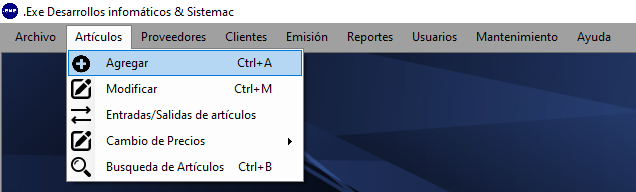 .EXE .Exe Desarrollos infomáticos & Sistemac
Archivo Artículos Proveedores Clientes Emisión Reportes Usuarios Mantenimiento Ayuda
Agregar Ctrl+A
Modificar Ctrl+M
Entradas/Salidas de artículos
Cambio de Precios
Busqueda de Artículos Ctrl+B